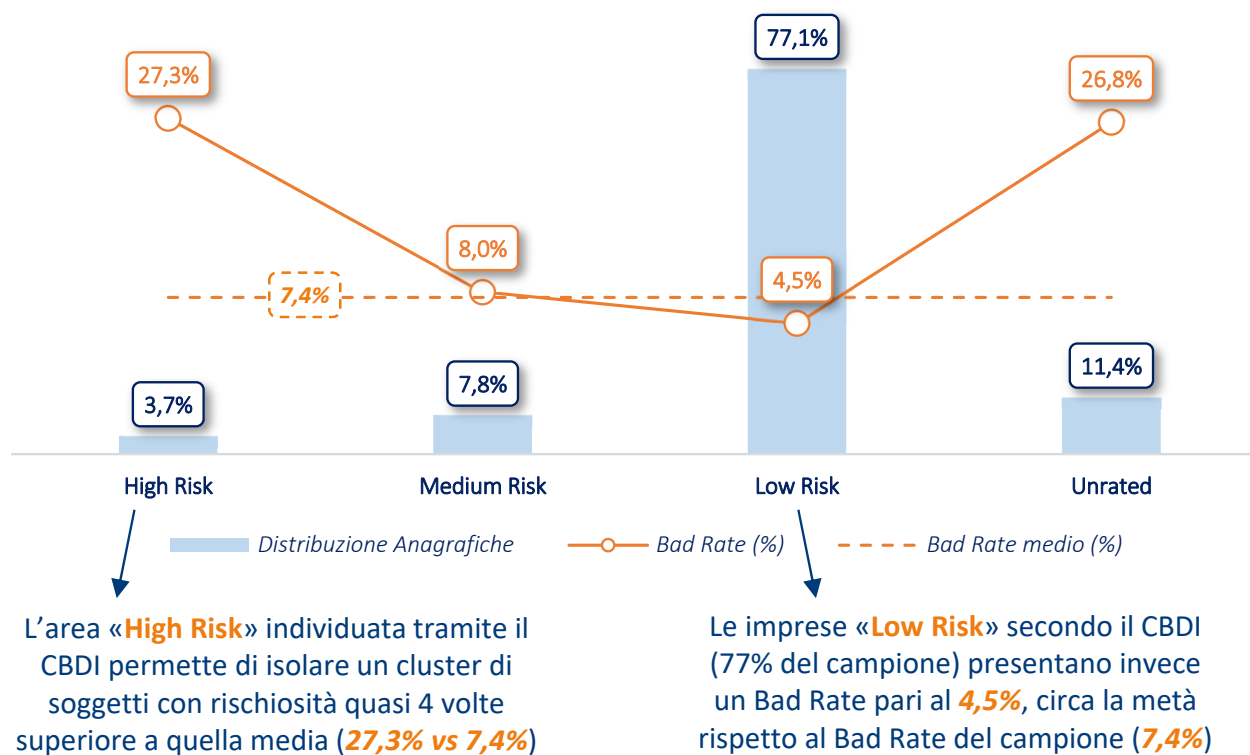 77,1%
27,3%
26,8%
8,0%
4,5%
7,4%
11,4%
7,8%
3,7%
High Risk
Medium Risk
Low Risk
Unrated
Distribuzione Anagrafiche
Bad Rate (%)
Bad Rate medio (%)
L’area «High Risk» individuata tramite il
CBDI permette di isolare un cluster di
soggetti con rischiosità quasi 4 volte
superiore a quella media (27,3% vs 7,4%)
Le imprese «Low Risk» secondo il CBDI
(77% del campione) presentano invece
un Bad Rate pari al 4,5%, circa la metà
rispetto al Bad Rate del campione (7,4%)